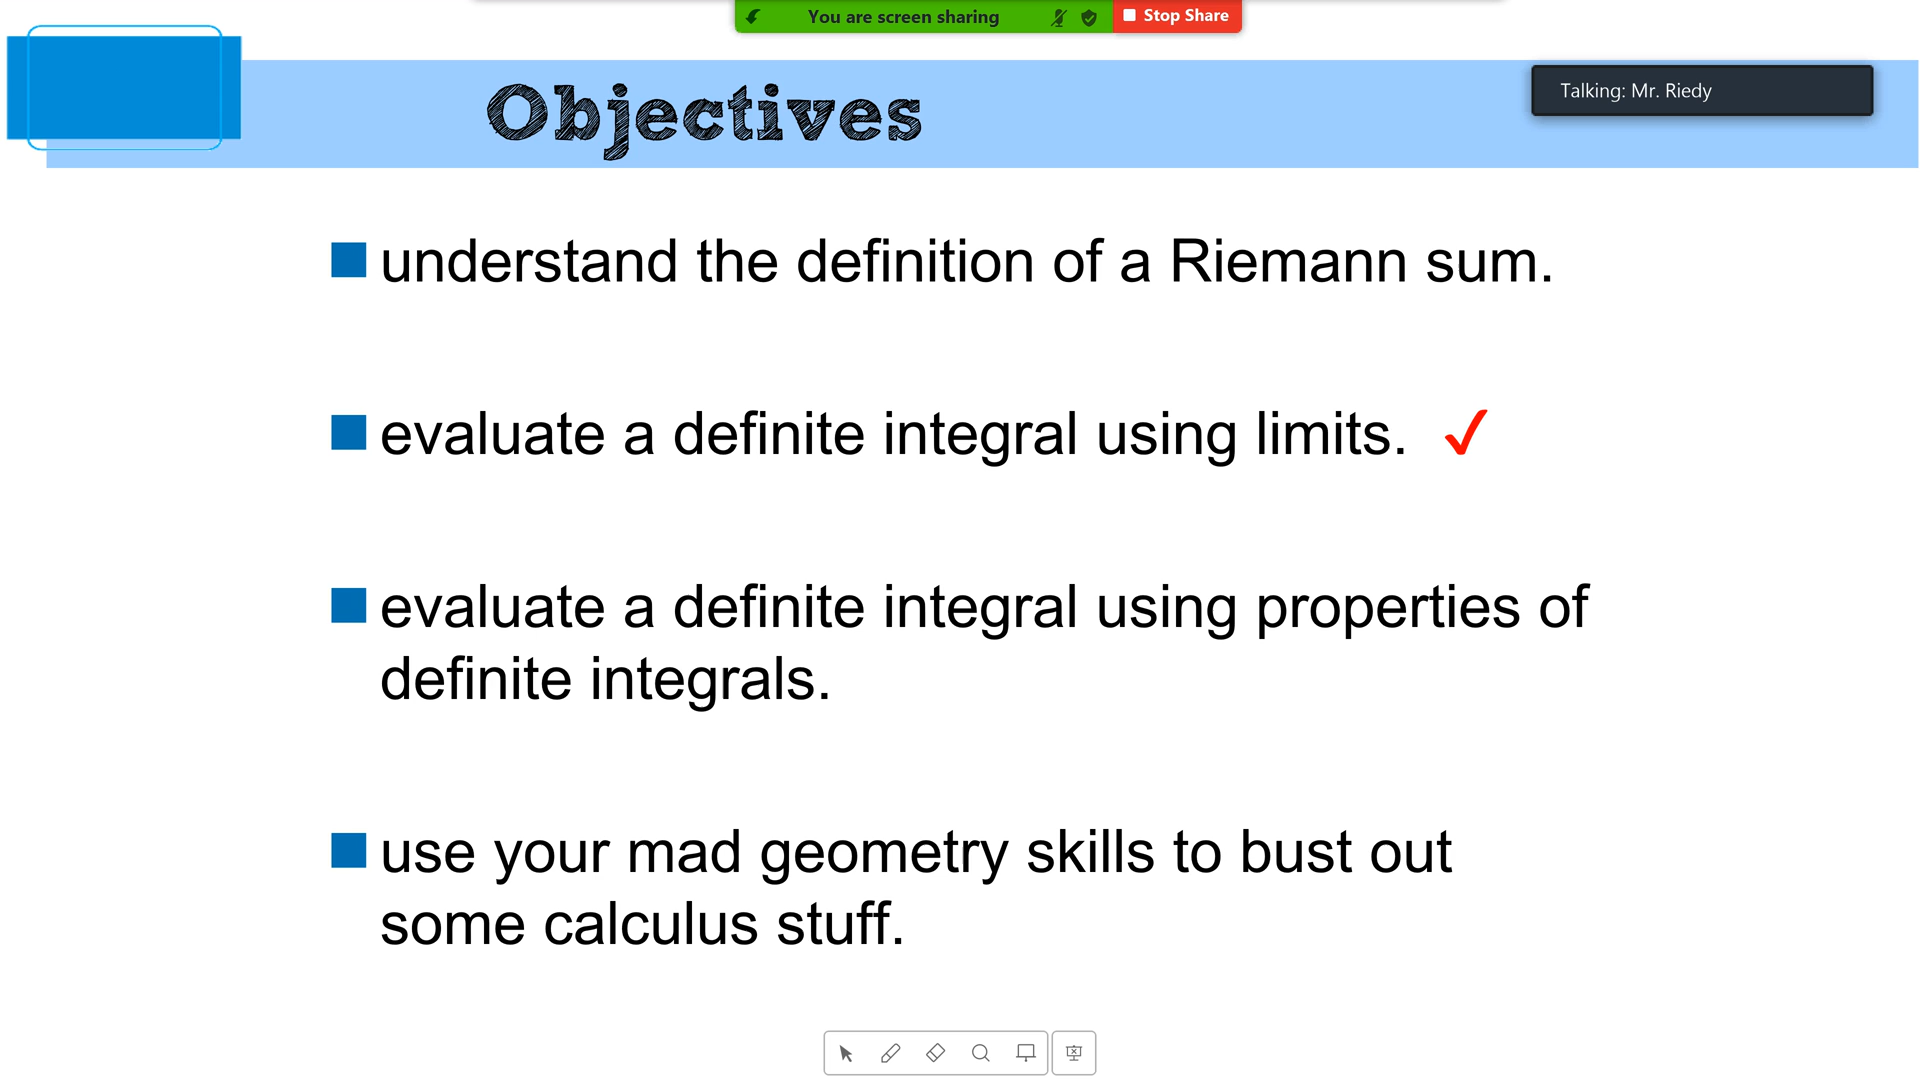 You are screen sharing
Stop Share
Objectives
Talking: Mr. Riedy
understand the definition of a Riemann sum.
evaluate a definite integral using limits. ✓
evaluate a definite integral using properties of
definite integrals.
use your mad geometry skills to bust out
some calculus stuff.